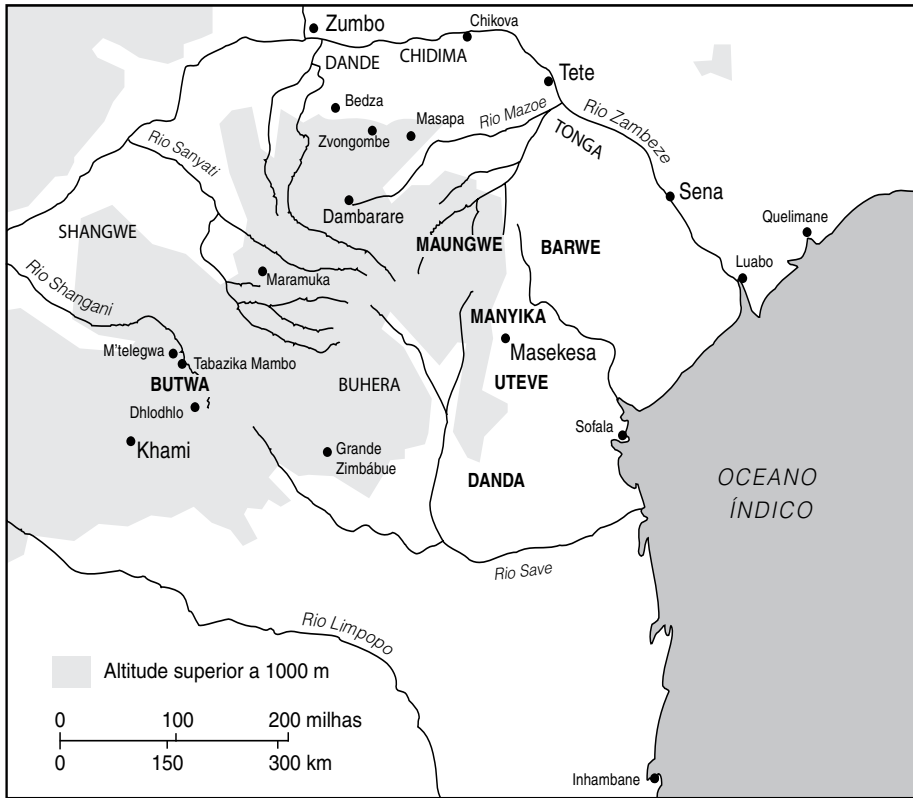 Zumbo
Chikova
DANDE
CHIDIMA
Tete
Bedza
Masapa
Zvongombe
Rio Mazoe
Rio Zambeze
TONGA
Rio Sanyati
Dambarare
Sena
Quelimane
SHANGWE
MAUNGWE
BARWE
Luabo
Maramuka
Rio Shangani
MANYIKA
Masekesa
M'telegwa
Tabazika Mambo
BUTWA
BUHERA
UTEVE
Dhlodhlo
Khami
Grande
Zimbábue
Sofala
DANDA
OCEANO
ÍNDICO
Rio Save
Rio Limpopo
Altitude superior a 1000 m
0 100 200 milhas
0 150 300 km
Inhambane